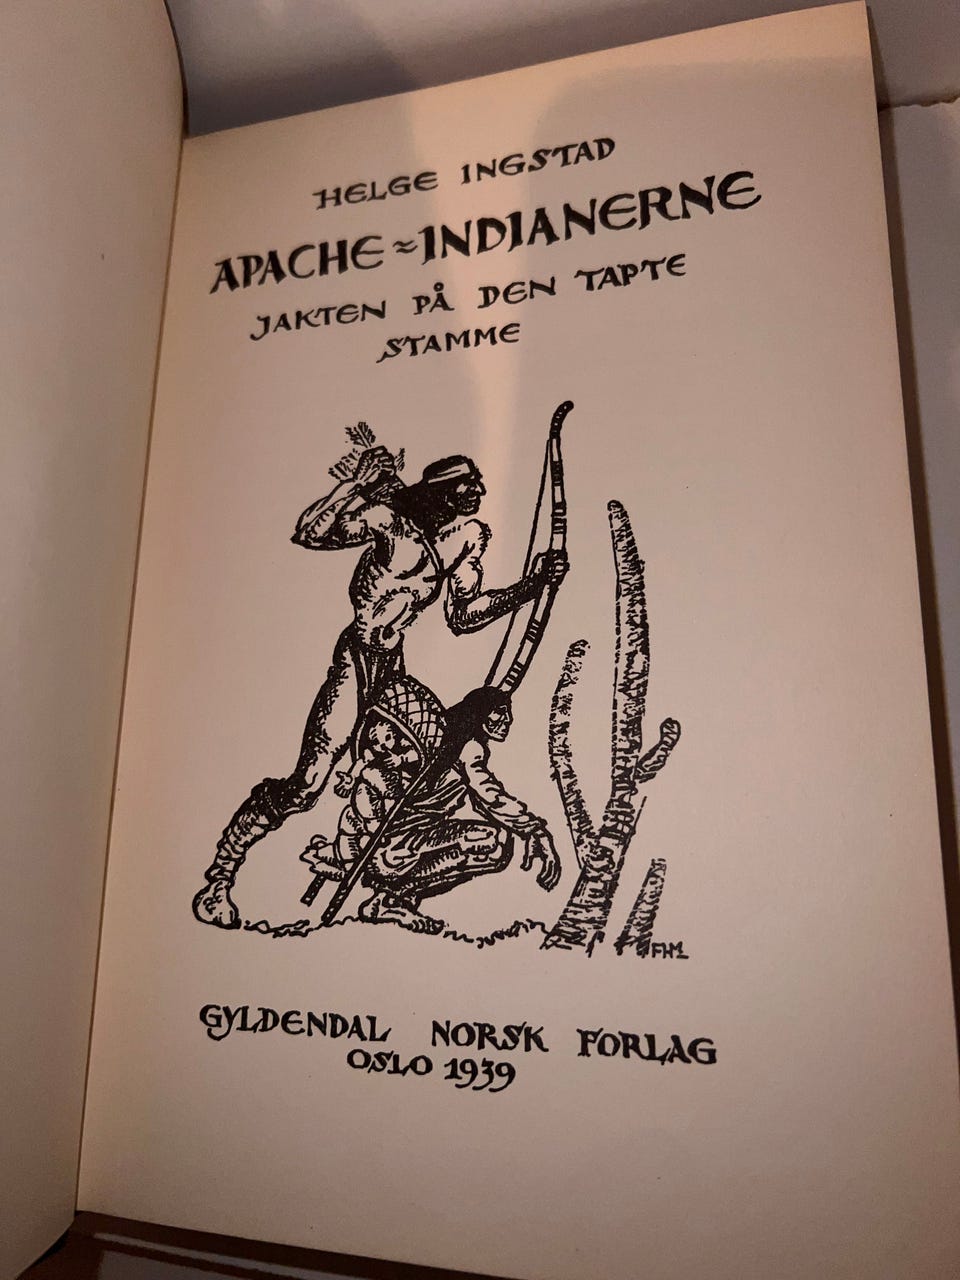 HELGE INGSTAD
APACHE≈INDIANERNE
JAKTEN PÅ DEN TAPTE
STAMME
FHM
GYLDENDAL NORSK FORLAG
OSLO 1939